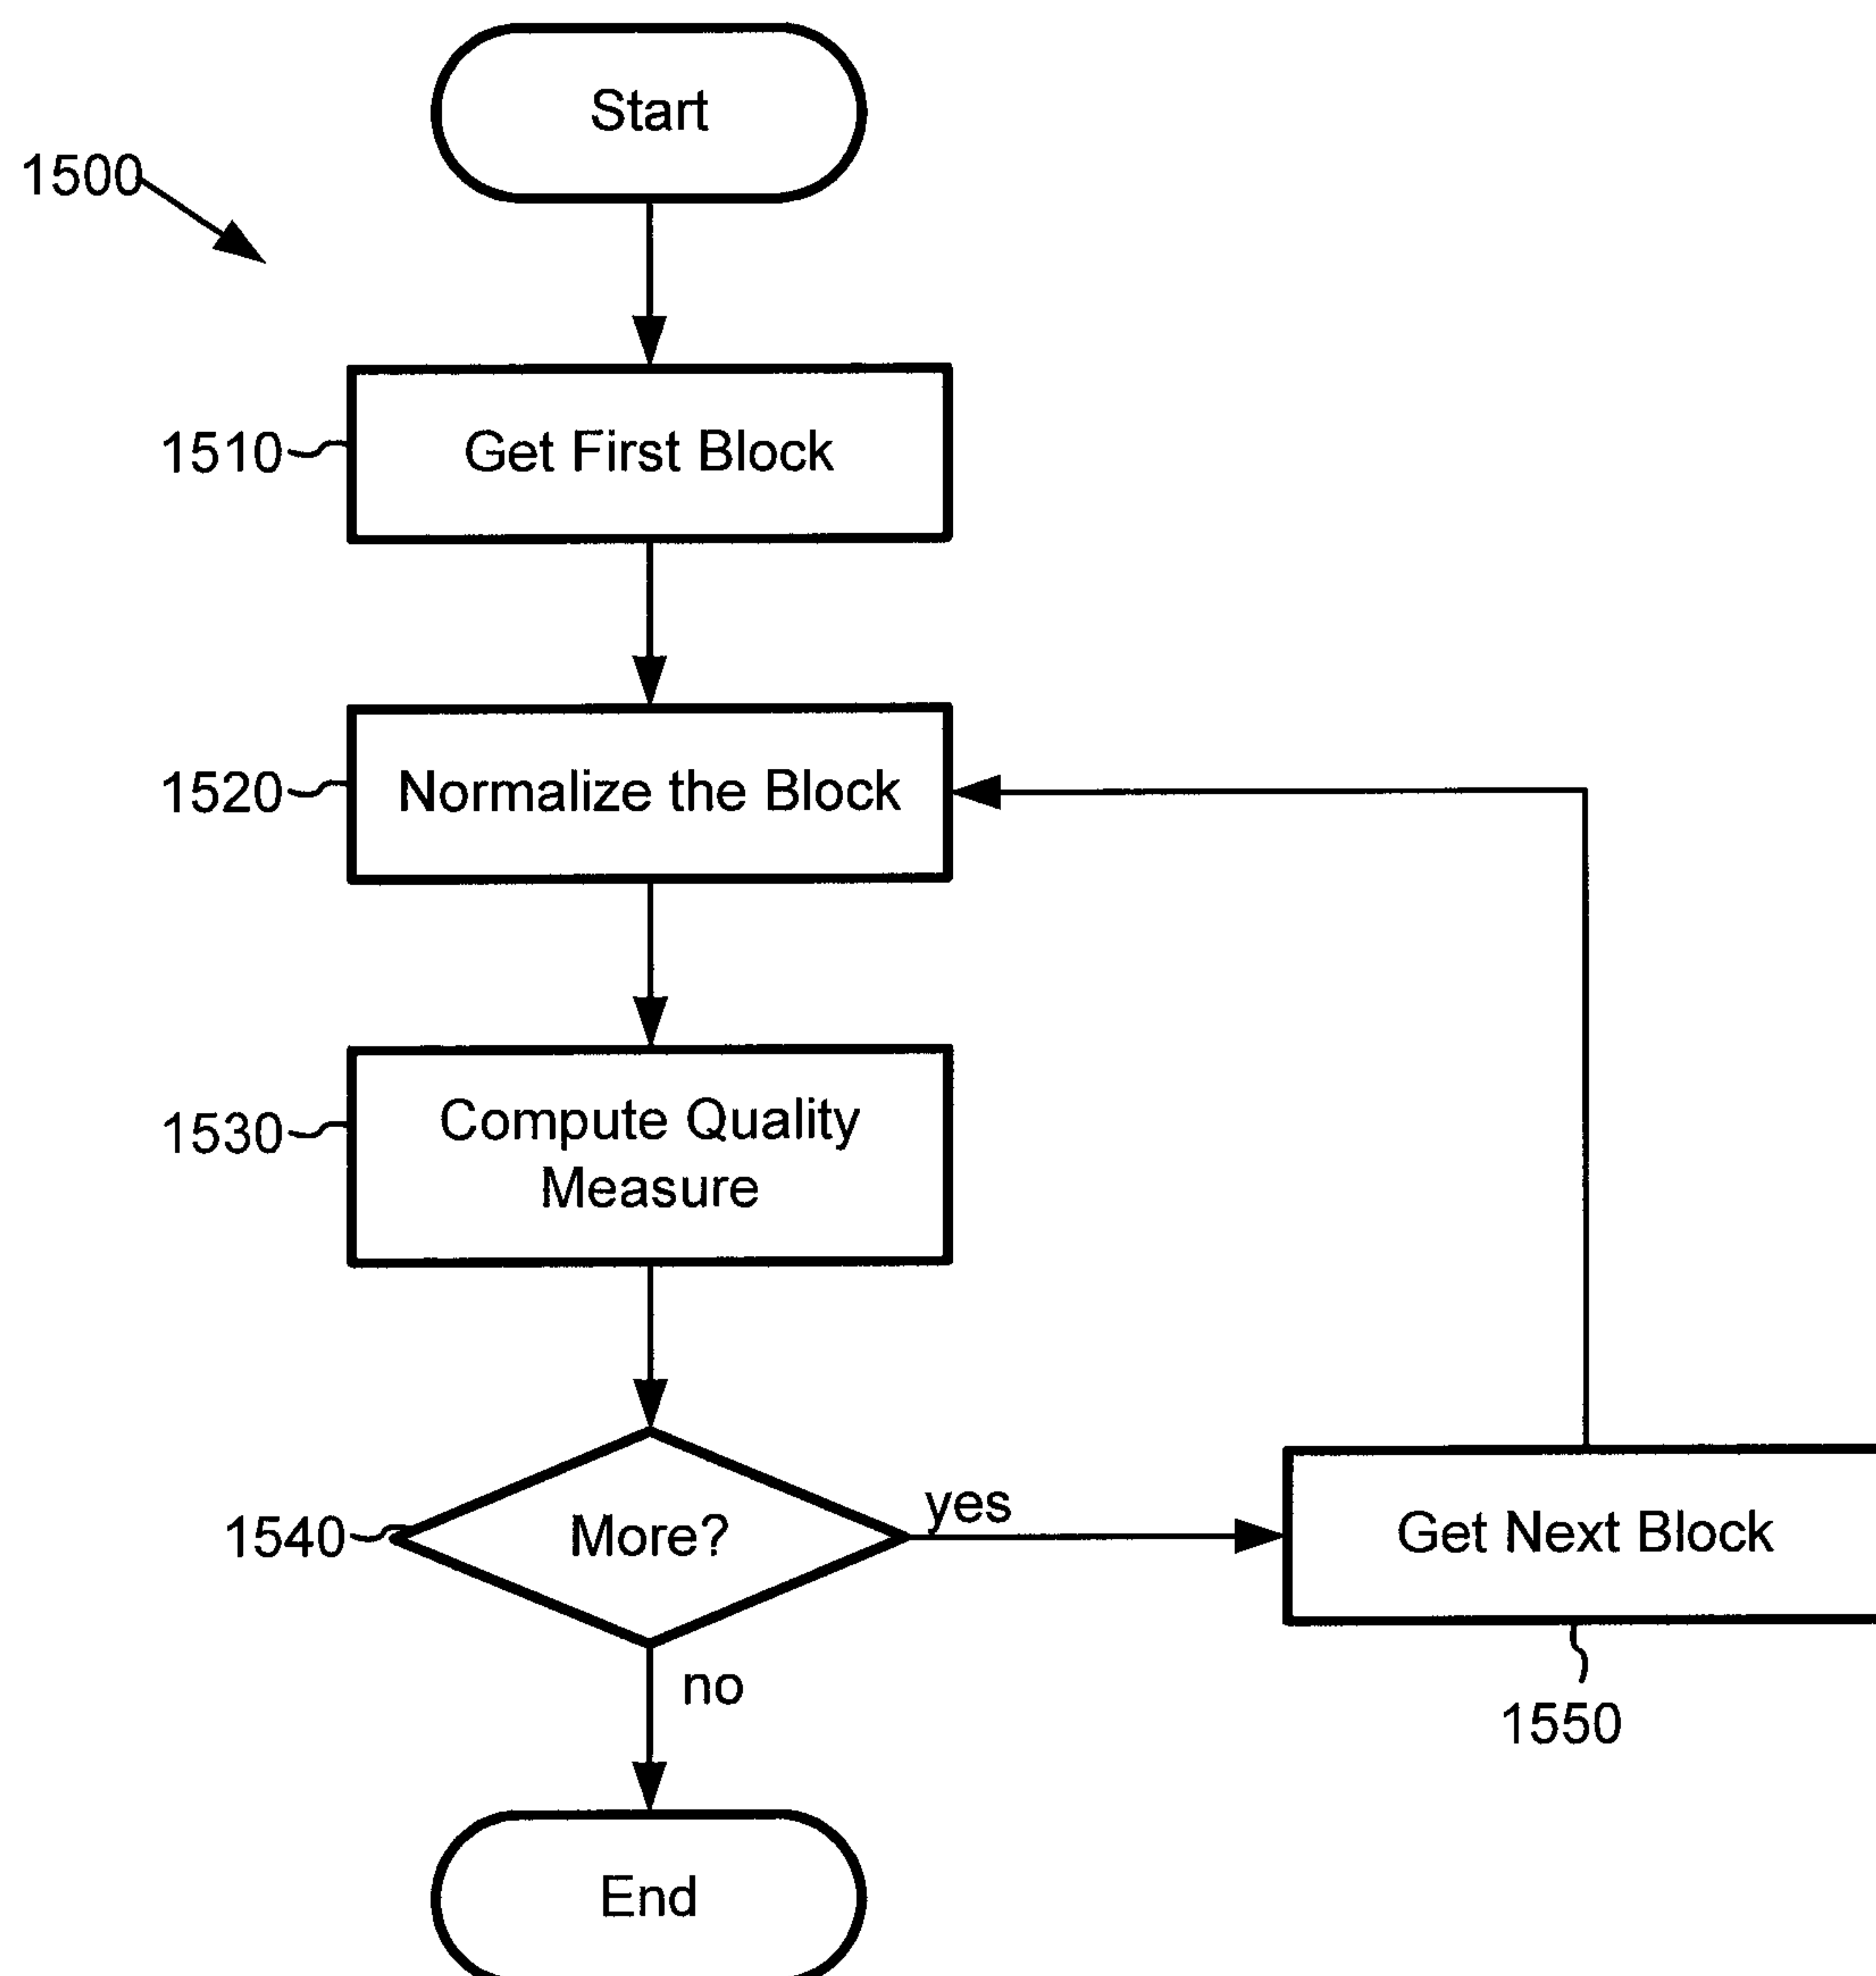 Start
1500
1510
Get First Block
1520
Normalize the Block
1530
Compute Quality
Measure
1540
More?
yes
Get Next Block
no
1550
End